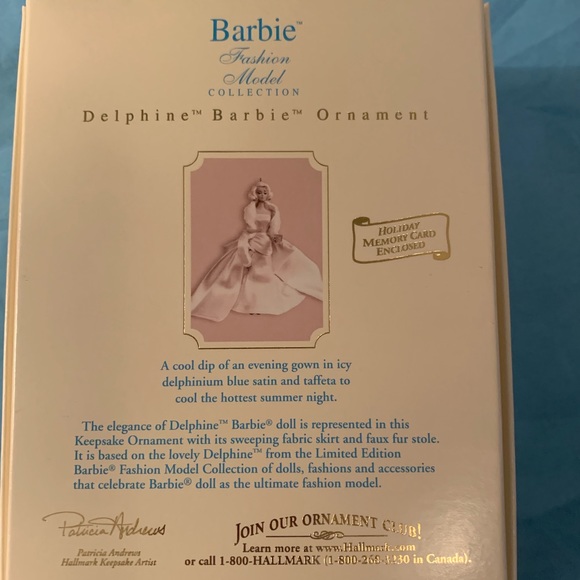 Barbie™
Fashion
Model
COLLECTION
Delphine™ Barbie™ Ornament
HOLIDAY
MEMORY CARD
ENCLOSED
A cool dip of an evening gown in icy
delphinium blue satin and taffeta to
cool the hottest summer night.
The elegance of Delphine™ Barbie® doll is represented in this
Keepsake Ornament with its sweeping fabric skirt and faux fur stole.
It is based on the lovely Delphine™ from the Limited Edition
Barbie® Fashion Model Collection of dolls, fashions and accessories
that celebrate Barbie® doll as the ultimate fashion model.
Patricia Andrews
Patricia Andrews
Hallmark Keepsake Artist
JOIN OUR ORNAMENT CLUB!
Learn more at www.Hallmark.com
or call 1-800-HALLMARK in Canada).